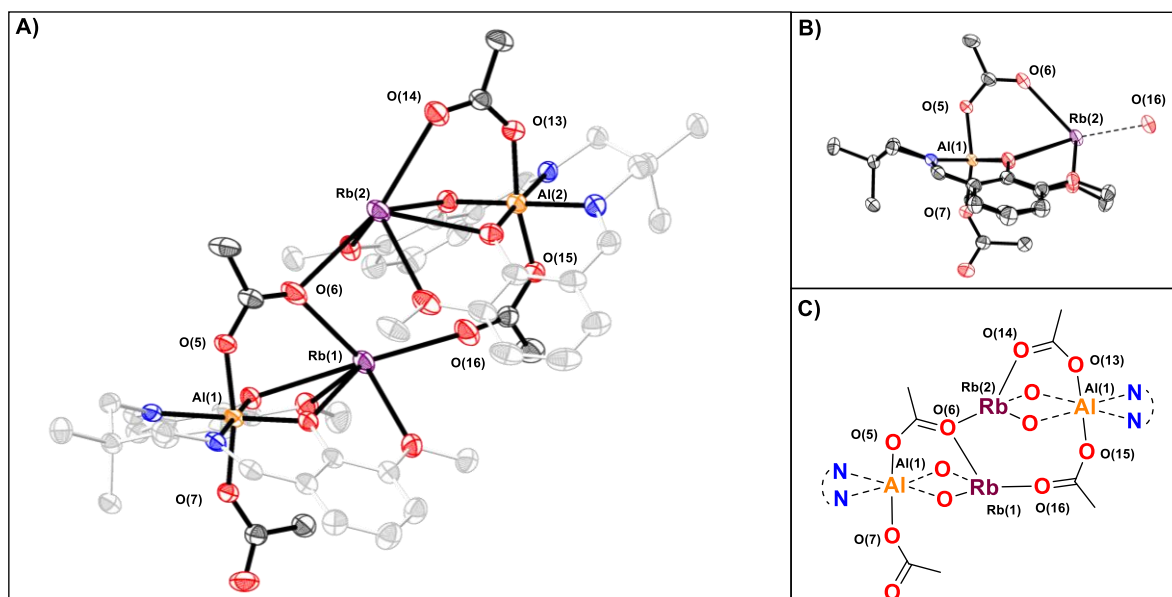 A)
O(14)
O(13)
Rb(2)
Al(2)
O(6)
O(15)
O(5)
Rb(1)
O(16)
Al(1)
O(7)
B)
O(6)
O(5)
O(16)
Rb(2)
Al(1)
O(7)
C)
O(14)
O
O
O(13)
Rb(2)
Al(1)
O(6)
Rb
O
Al
N
O
N
O
O(5)
O
Al(1)
O
O(15)
N
O
Al
Rb
O
N
O
Rb(1)
O(16)
O(7)
O
O